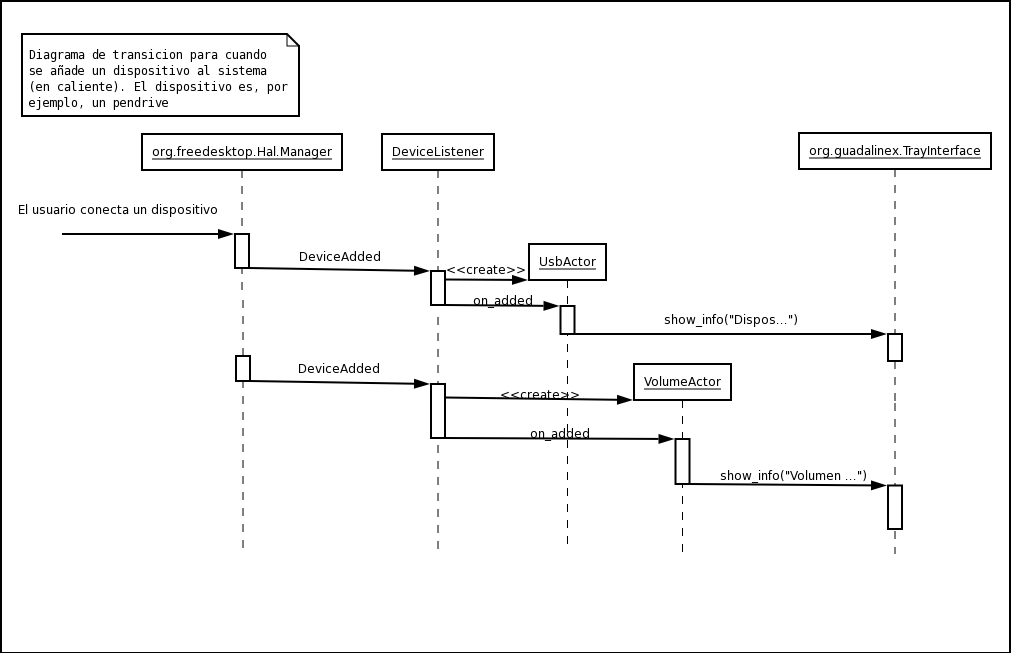 Diagrama de transicion para cuando
se añade un dispositivo al sistema
(en caliente). El dispositivo es, por
ejemplo, un pendrive
org.freedesktop.Hal.Manager
DeviceListener
org.guadalinex.TrayInterface
El usuario conecta un dispositivo
DeviceAdded
<<create>>
UsbActor
on_added
show_info("Dispos...")
DeviceAdded
<<create>>
VolumeActor
on_added
show_info("Volumen ...")